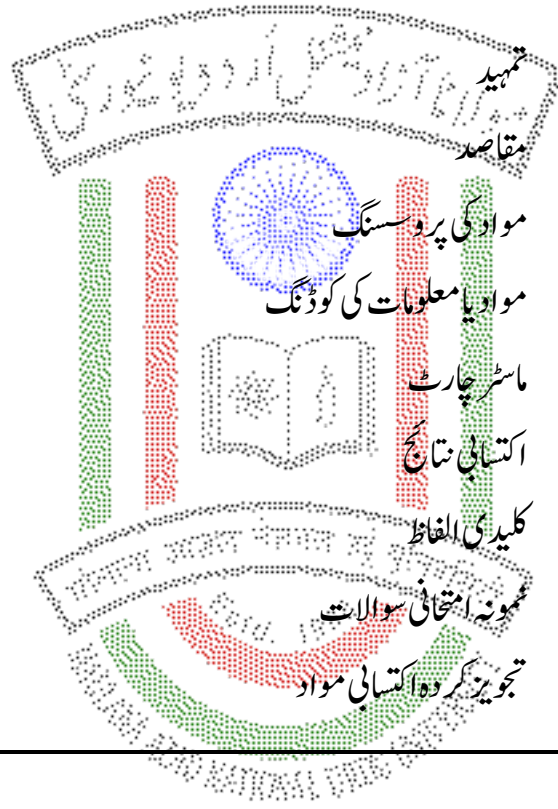 تمہید
مقاصد
مواد کی پروسسنگ
مواد یا معلومات کی کوڈنگ
ماسٹر چارٹ
اکتسابی نتائج
کلیدی الفاظ
نمونہ امتحانی سوالات
تجویز کردہ اکتسابی مواد